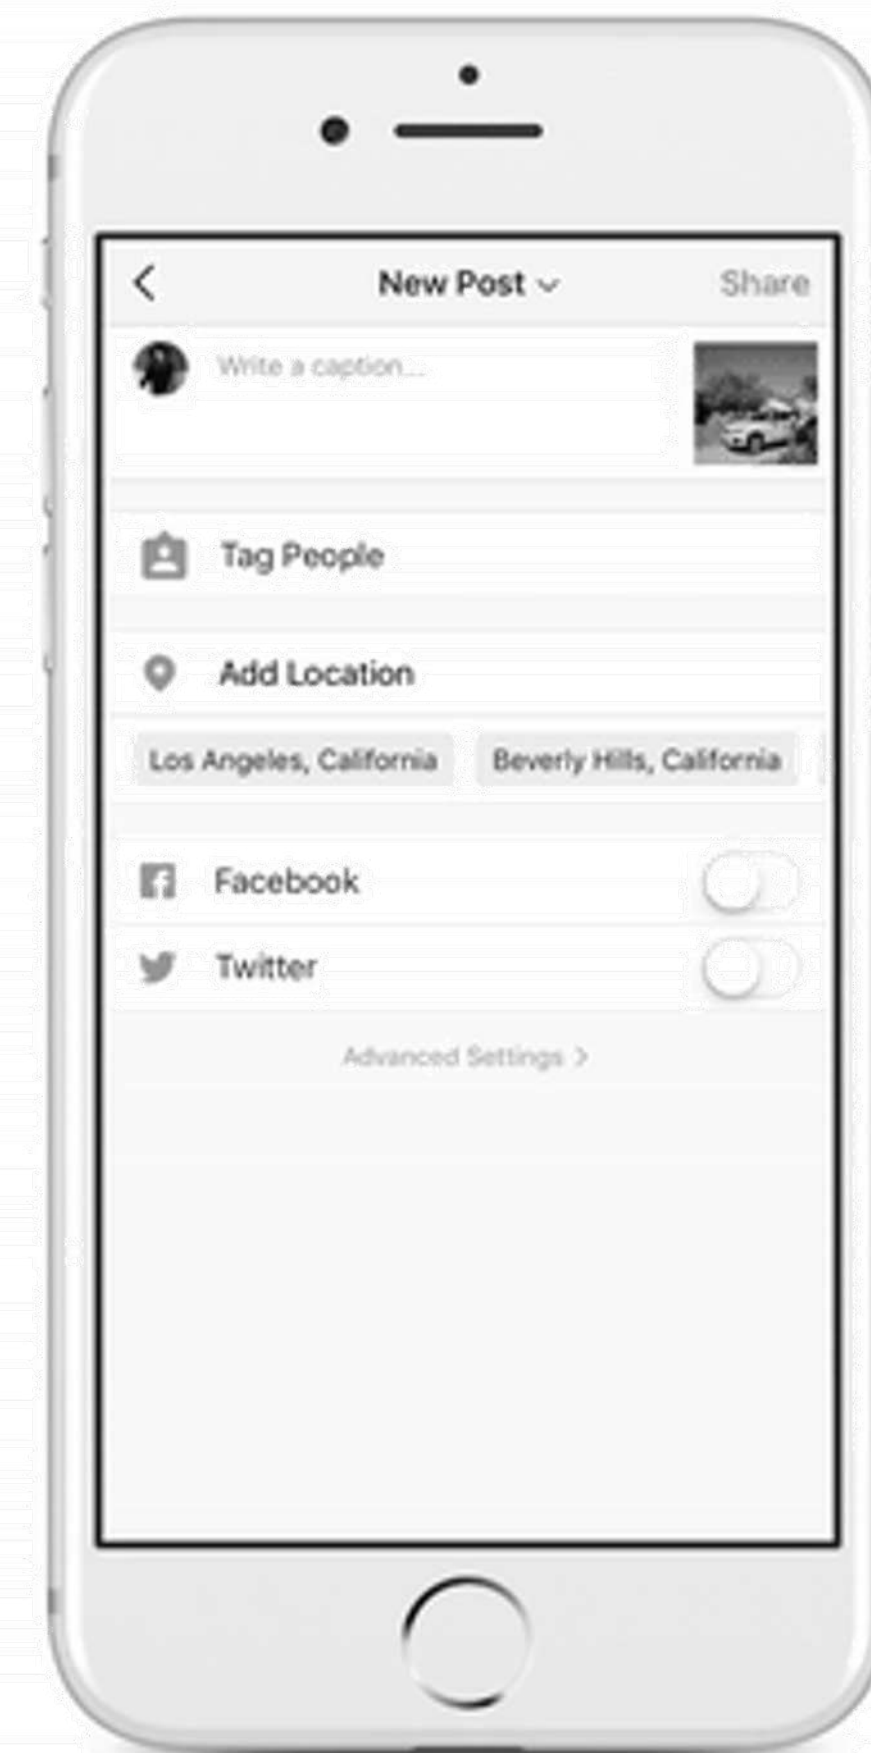 New Post
Share
Write a caption...
Tag People
Add Location
Los Angeles, California
Beverly Hills, California
Facebook
Twitter
Advanced Settings >